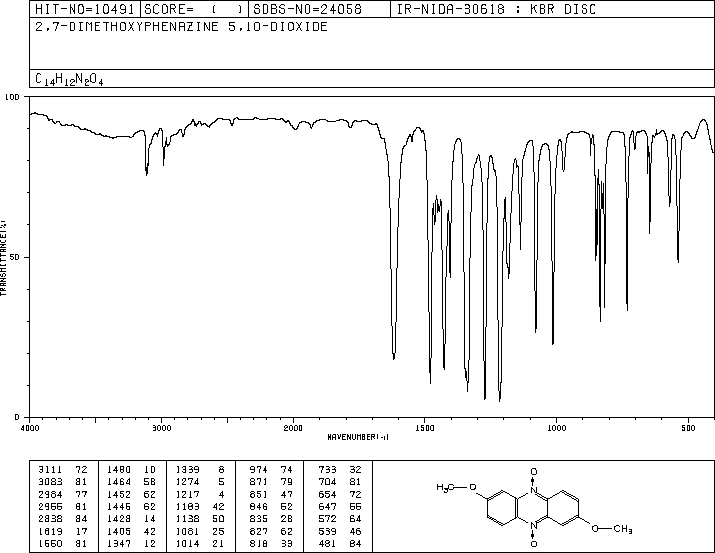 HIT-NO=10491 SCORE= ( ) SDBS-NO=24058 IR-NIDA-30618 : KBR DISC
2,7-DIMETHOXYPHENAZINE 5,10-DIOXIDE
C14H12N2O4
100
50
0
TRANSMITTANCE(%)
4000 3000 2000 1500 1000 500
WAVENUMBER(-1)
3111 72 1480 10 1339 8 974 74 733 32
3083 81 1464 58 1274 5 871 79 704 81
2984 77 1452 62 1217 4 851 47 654 72
2955 81 1446 62 1183 42 846 52 647 55
2838 84 1428 14 1138 50 835 28 572 64
1619 17 1405 42 1081 25 827 62 539 46
1550 81 1347 12 1014 21 818 33 481 84
O
H3C O N
N O CH3
O